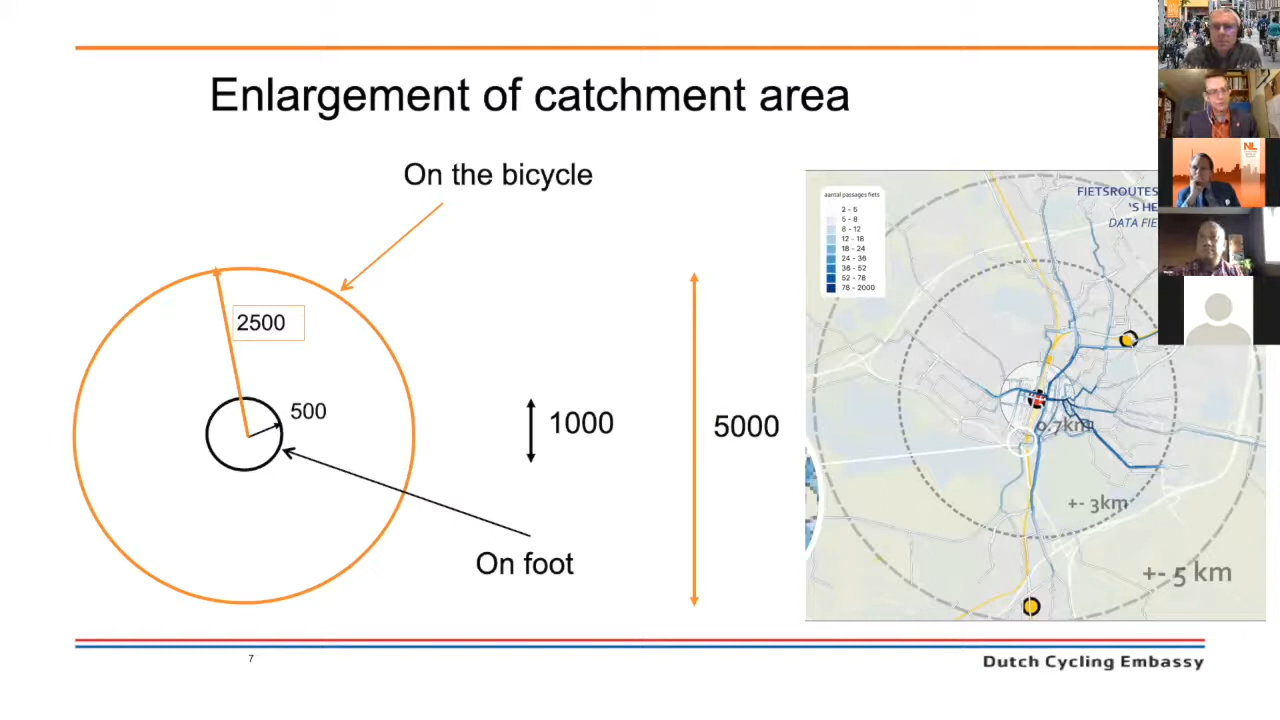 Enlargement of catchment area
On the bicycle
2500
500
1000
5000
On foot
aantal passages fiets
2 - 5
5 - 8
8 - 12
12 - 18
18 - 24
24 - 36
36 - 52
52 - 78
78 - 2000
FIETSROUTES
'S HE
DATA FIE
0.7km
+- 3km
+- 5 km
NL
7
Dutch Cycling Embassy